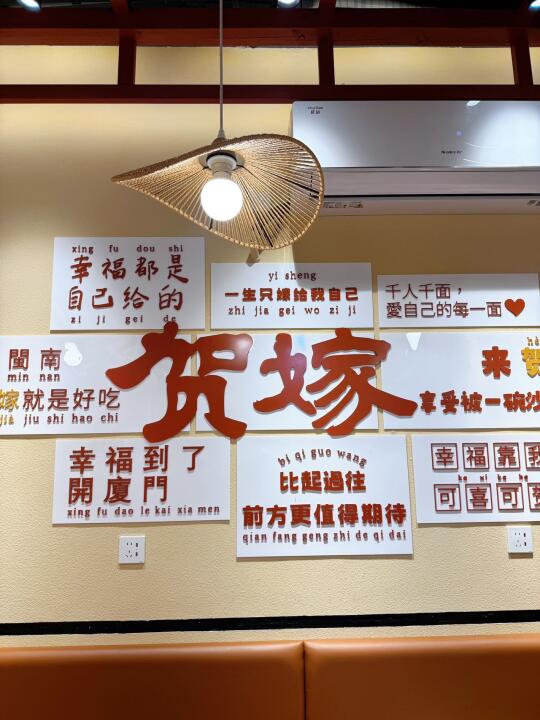 xing fu dou shi
幸福都是
自己给的
zi ji gei de
yi sheng
一生只嫁给我自己
zhi jia gei wo zi ji
千人千面，
愛自己的每一面
閩南
min nan
嫁就是好吃
jià jiu shi hao chi
贺嫁
hè
来贺
享受被一碗沙
幸福到了
開廈門
xing fu dao le kai xia men
bi qi guo wang
比起過往
前方更值得期待
qian fang geng zhi de qi dai
幸福靠我
可喜可贺